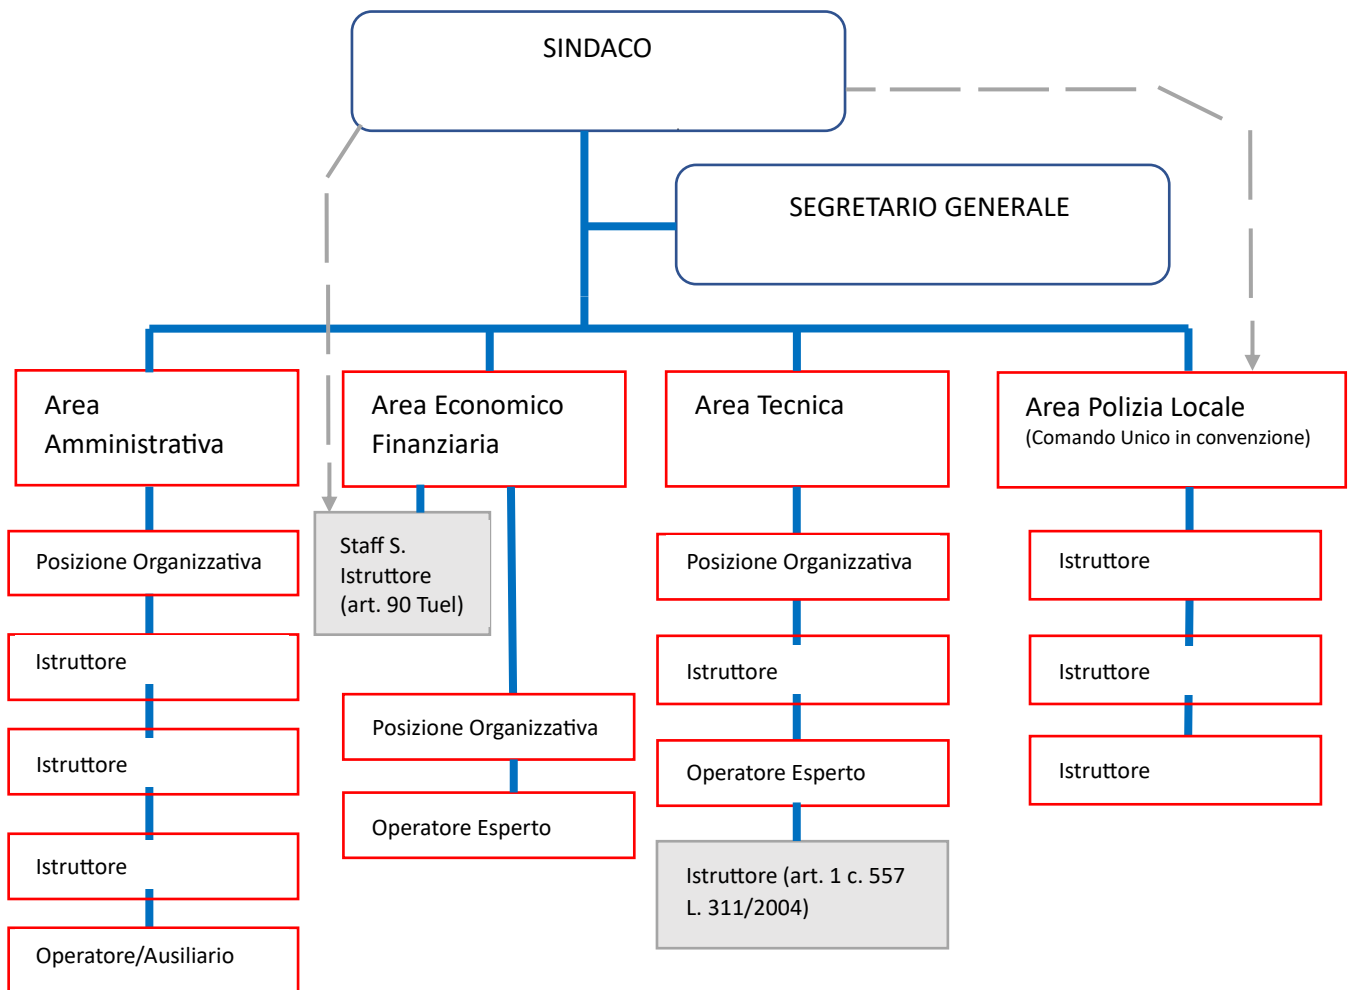 SINDACO
SEGRETARIO GENERALE
Area
Amministrativa
Area Economico
Finanziaria
Area Tecnica
Area Polizia Locale
(Comando Unico in convenzione)
Posizione Organizzativa
Istruttore
Istruttore
Istruttore
Operatore/Ausiliario
Staff S.
Istruttore
(art. 90 Tuel)
Posizione Organizzativa
Operatore Esperto
Posizione Organizzativa
Istruttore
Operatore Esperto
Istruttore (art. 1 c. 557
L. 311/2004)
Istruttore
Istruttore
Istruttore